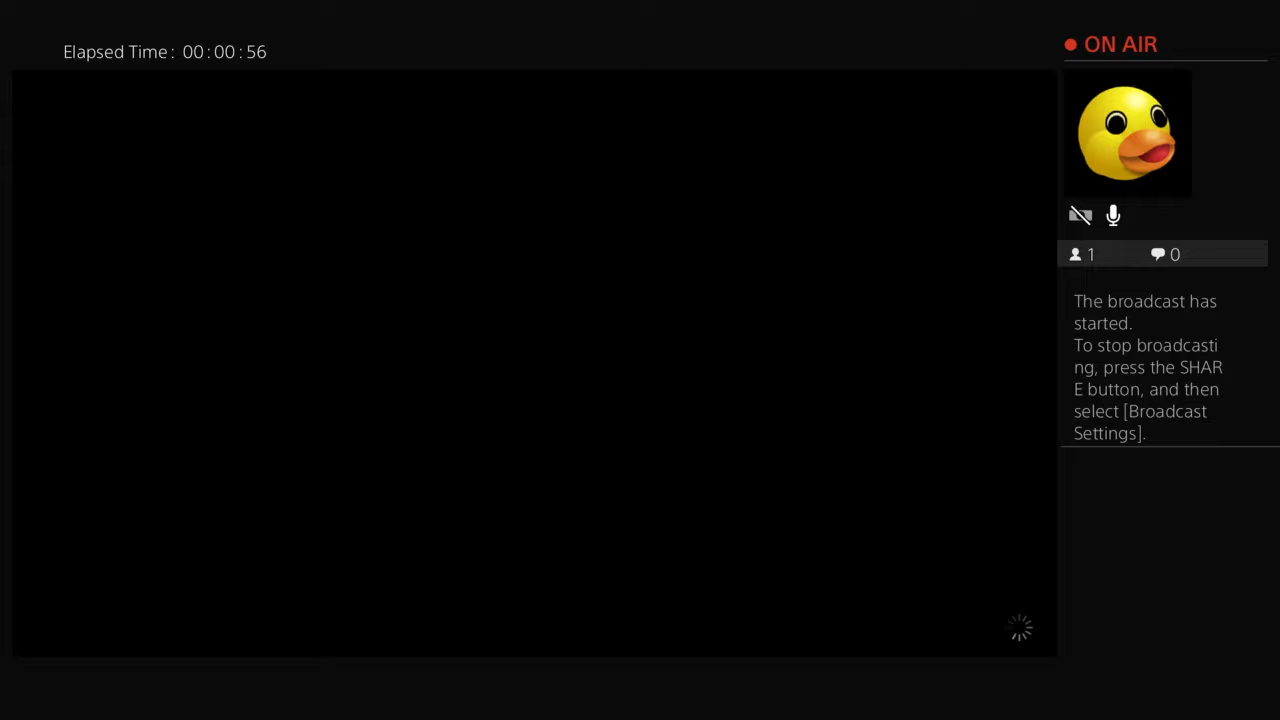 Elapsed Time: 00:00:56
ON AIR
1 0
The broadcast has
started.
To stop broadcasti
ng, press the SHAR
E button, and then
select [Broadcast
Settings].